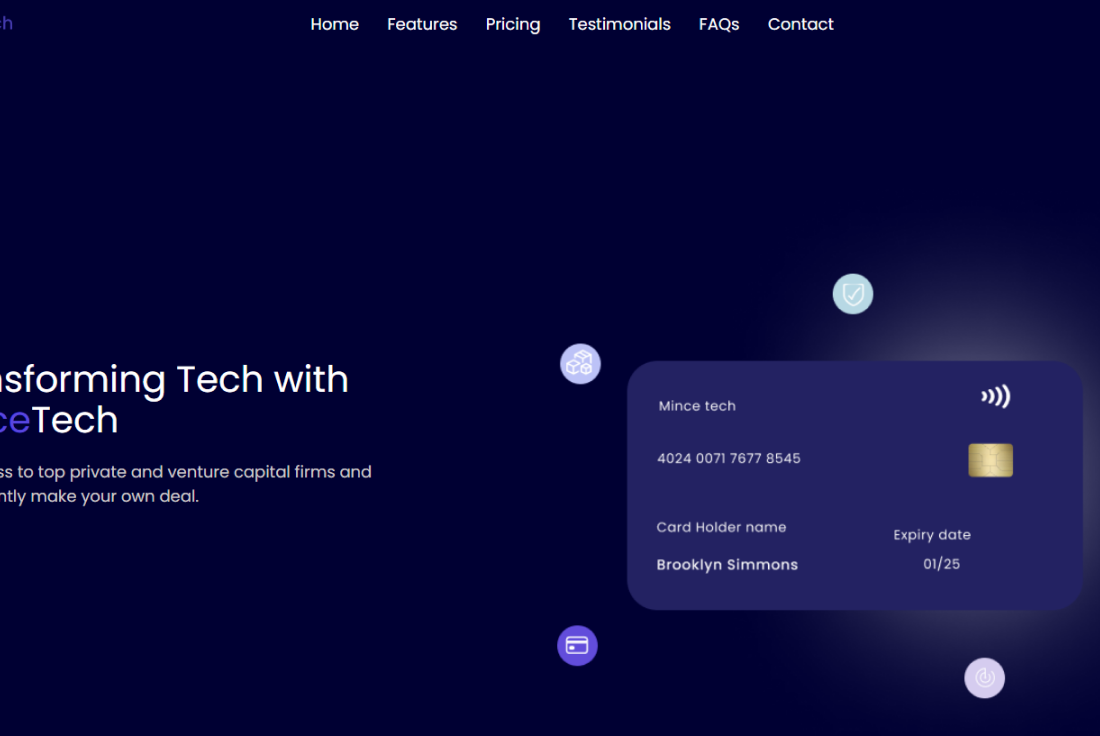 ch
Home Features Pricing Testimonials FAQs Contact
nsforming Tech with
ceTech
ss to top private and venture capital firms and
ntly make your own deal.
Mince tech
4024 0071 7677 8545
Card Holder name
Expiry date
Brooklyn Simmons
01/25